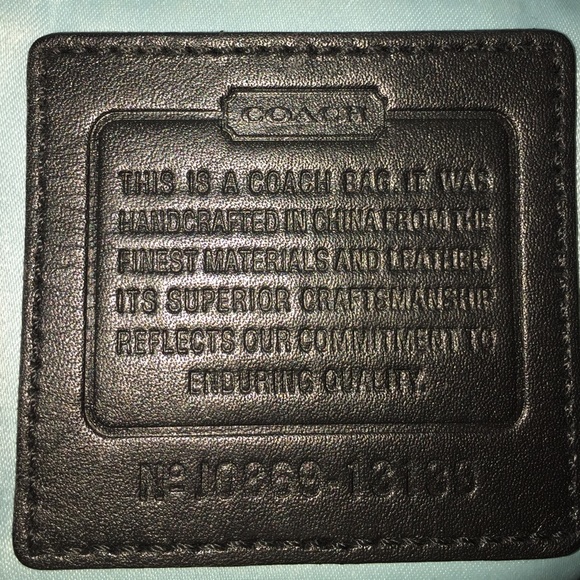 COACH
THIS IS A COACH BAG. IT WAS
HANDCRAFTED IN CHINA FROM THE
FINEST MATERIALS AND LEATHER.
ITS SUPERIOR CRAFTSMANSHIP
REFLECTS OUR COMMITMENT TO
ENDURING QUALITY.